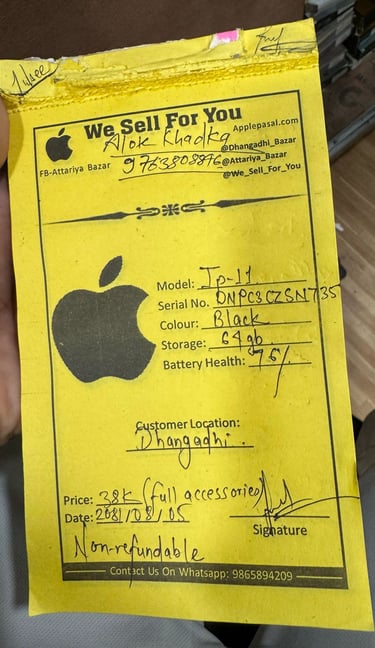 We Sell For You
Alok Khadka
Applepasal.com
@Dhangadhi_Bazar
FB-Attariya Bazar
9763808876
@Attariya_Bazar
@We_Sell_For_You
Model: Ip-11
Serial No. DNPC3CZSN735
Colour: Black
Storage: 64gb
Battery Health: 76%
Customer Location:
Dhangadhi.
Price: 38K (full accessories)
Date: 2081/08/05
Signature
Non-refundable
Contact Us On Whatsapp: 9865894209